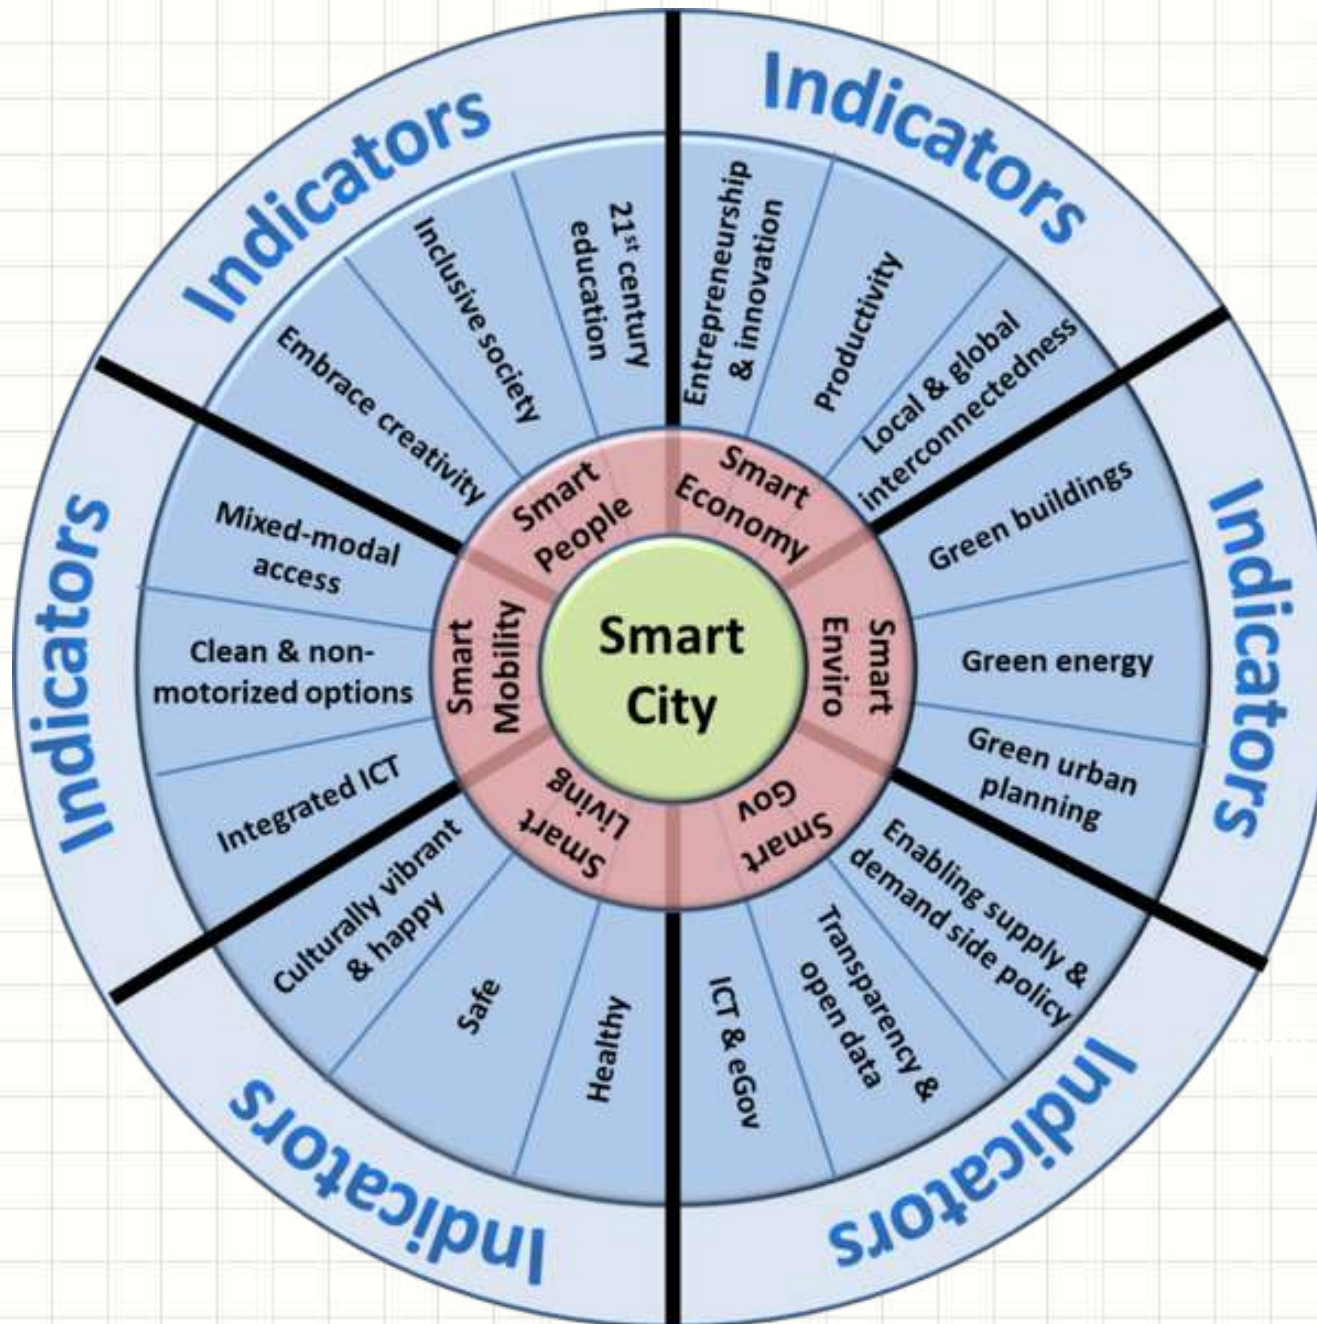 Smart
City
Smart
Economy
Entrepreneurship
& innovation
Productivity
Local & global
interconnectedness
Indicators
Smart
Enviro
Green buildings
Green energy
Green urban
planning
Indicators
Smart
Gov
Enabling supply &
demand side policy
Transparency &
open data
ICT & eGov
Indicators
Smart
Living
Healthy
Safe
Culturally vibrant
& happy
Indicators
Smart
Mobility
Integrated ICT
Clean & non-
motorized options
Mixed-modal
access
Indicators
Smart
People
Embrace creativity
Inclusive society
21st century
education
Indicators